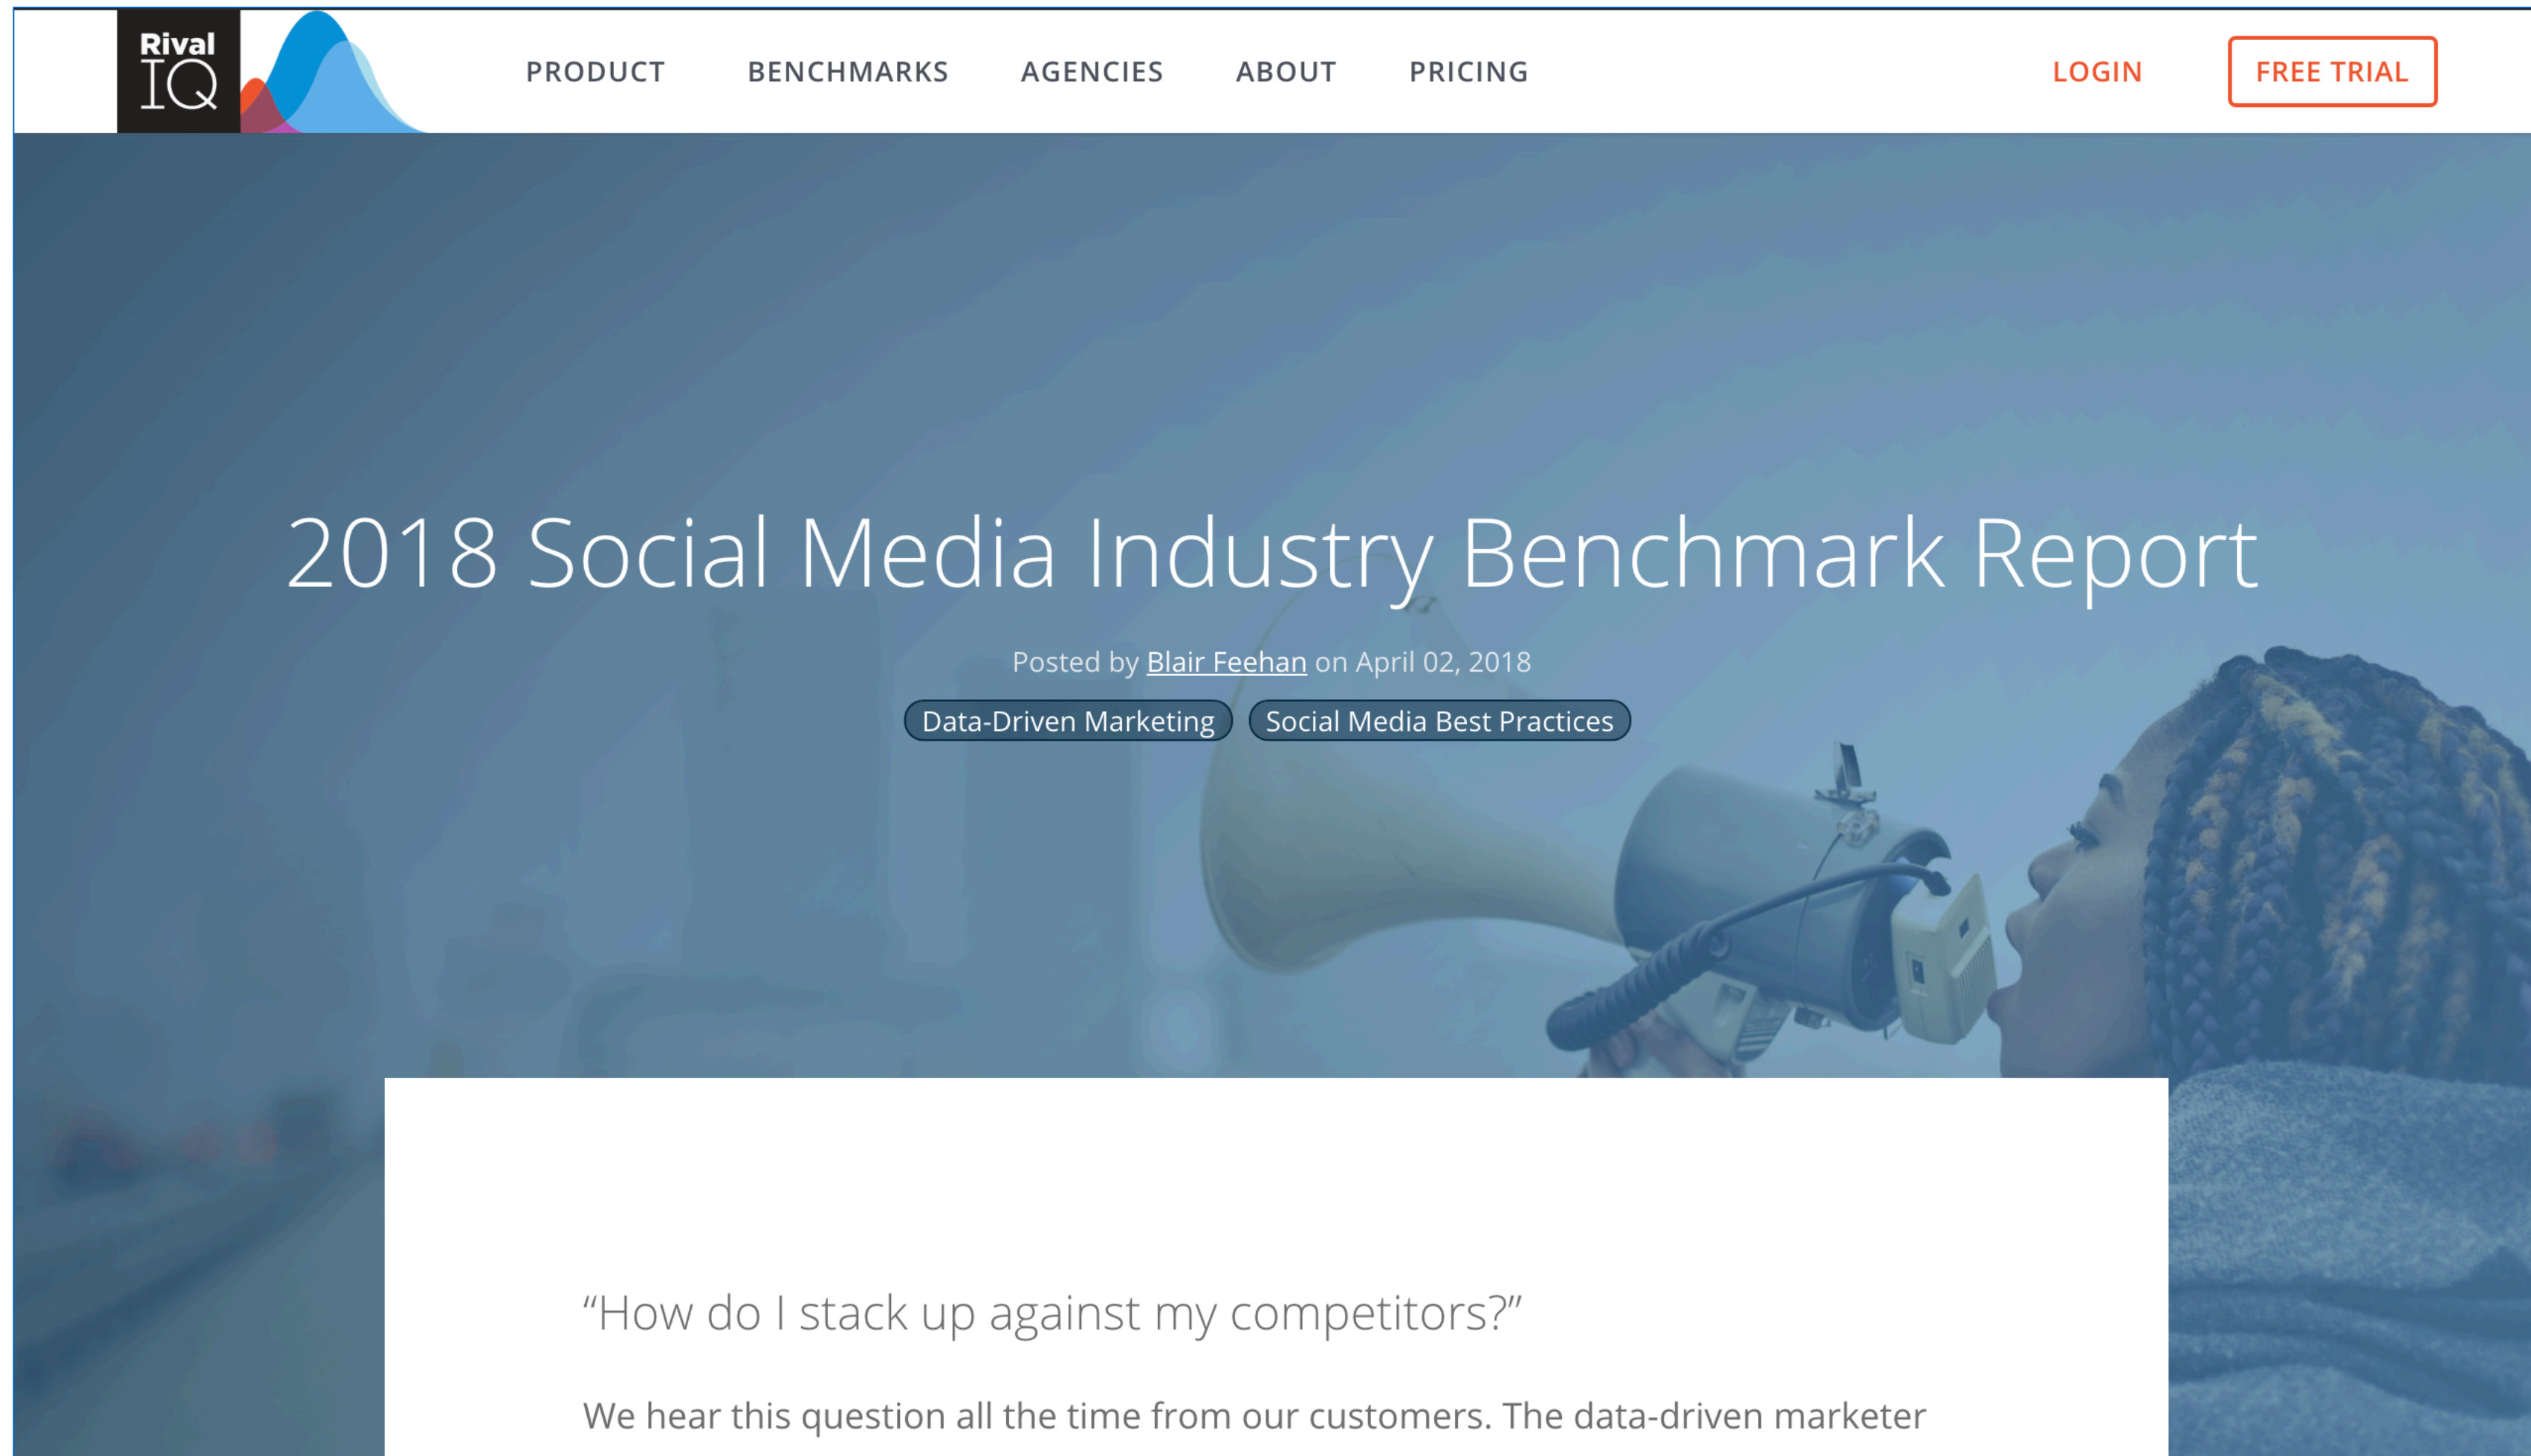 Rival
IQ
PRODUCT BENCHMARKS AGENCIES ABOUT PRICING LOGIN FREE TRIAL
2018 Social Media Industry Benchmark Report
Posted by Blair Feehan on April 02, 2018
Data-Driven Marketing Social Media Best Practices
“How do I stack up against my competitors?”
We hear this question all the time from our customers. The data-driven marketer